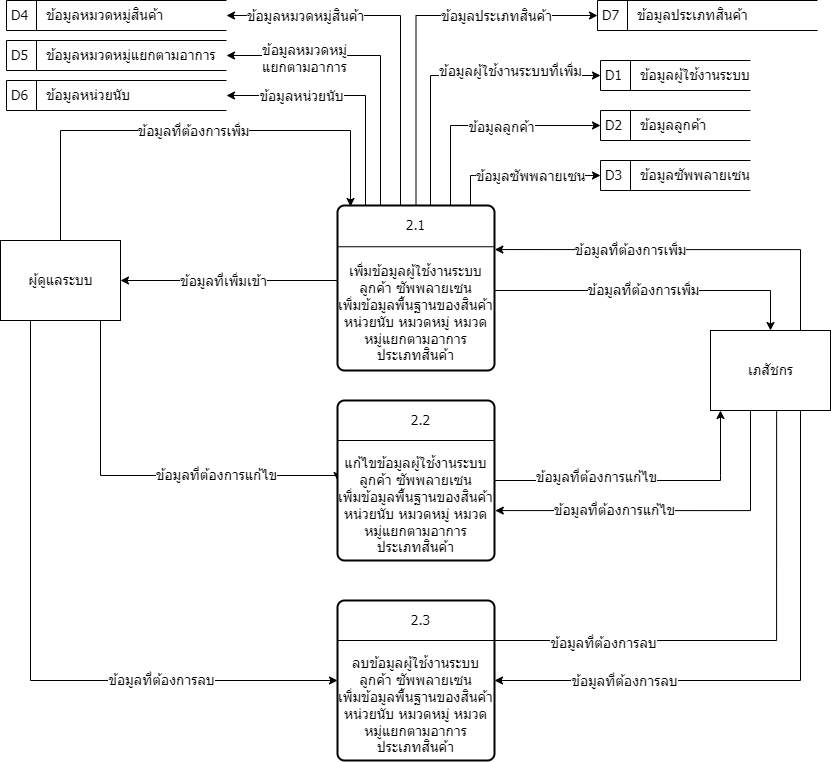 D4 ข้อมูลหมวดหมู่สินค้า
ข้อมูลหมวดหมู่สินค้า
ข้อมูลประเภทสินค้า
D7 ข้อมูลประเภทสินค้า
D5 ข้อมูลหมวดหมู่แยกตามอาการ
ข้อมูลหมวดหมู่
แยกตามอาการ
ข้อมูลผู้ใช้งานระบบที่เพิ่ม
D1 ข้อมูลผู้ใช้งานระบบ
D6 ข้อมูลหน่วยนับ
ข้อมูลหน่วยนับ
ข้อมูลที่ต้องการเพิ่ม
ข้อมูลลูกค้า
D2 ข้อมูลลูกค้า
ข้อมูลซัพพลายเซน
D3 ข้อมูลซัพพลายเซน
2.1
เพิ่มข้อมูลผู้ใช้งานระบบ
ลูกค้า ซัพพลายเซน
เพิ่มข้อมูลพื้นฐานของสินค้า
หน่วยนับ หมวดหมู่ หมวด
หมู่แยกตามอาการ
ประเภทสินค้า
ผู้ดูแลระบบ
ข้อมูลที่เพิ่มเข้า
ข้อมูลที่ต้องการเพิ่ม
ข้อมูลที่ต้องการเพิ่ม
เภสัชกร
2.2
แก้ไขข้อมูลผู้ใช้งานระบบ
ลูกค้า ซัพพลายเซน
เพิ่มข้อมูลพื้นฐานของสินค้า
หน่วยนับ หมวดหมู่ หมวด
หมู่แยกตามอาการ
ประเภทสินค้า
ข้อมูลที่ต้องการแก้ไข
ข้อมูลที่ต้องการแก้ไข
ข้อมูลที่ต้องการแก้ไข
2.3
ลบข้อมูลผู้ใช้งานระบบ
ลูกค้า ซัพพลายเซน
เพิ่มข้อมูลพื้นฐานของสินค้า
หน่วยนับ หมวดหมู่ หมวด
หมู่แยกตามอาการ
ประเภทสินค้า
ข้อมูลที่ต้องการลบ
ข้อมูลที่ต้องการลบ
ข้อมูลที่ต้องการลบ